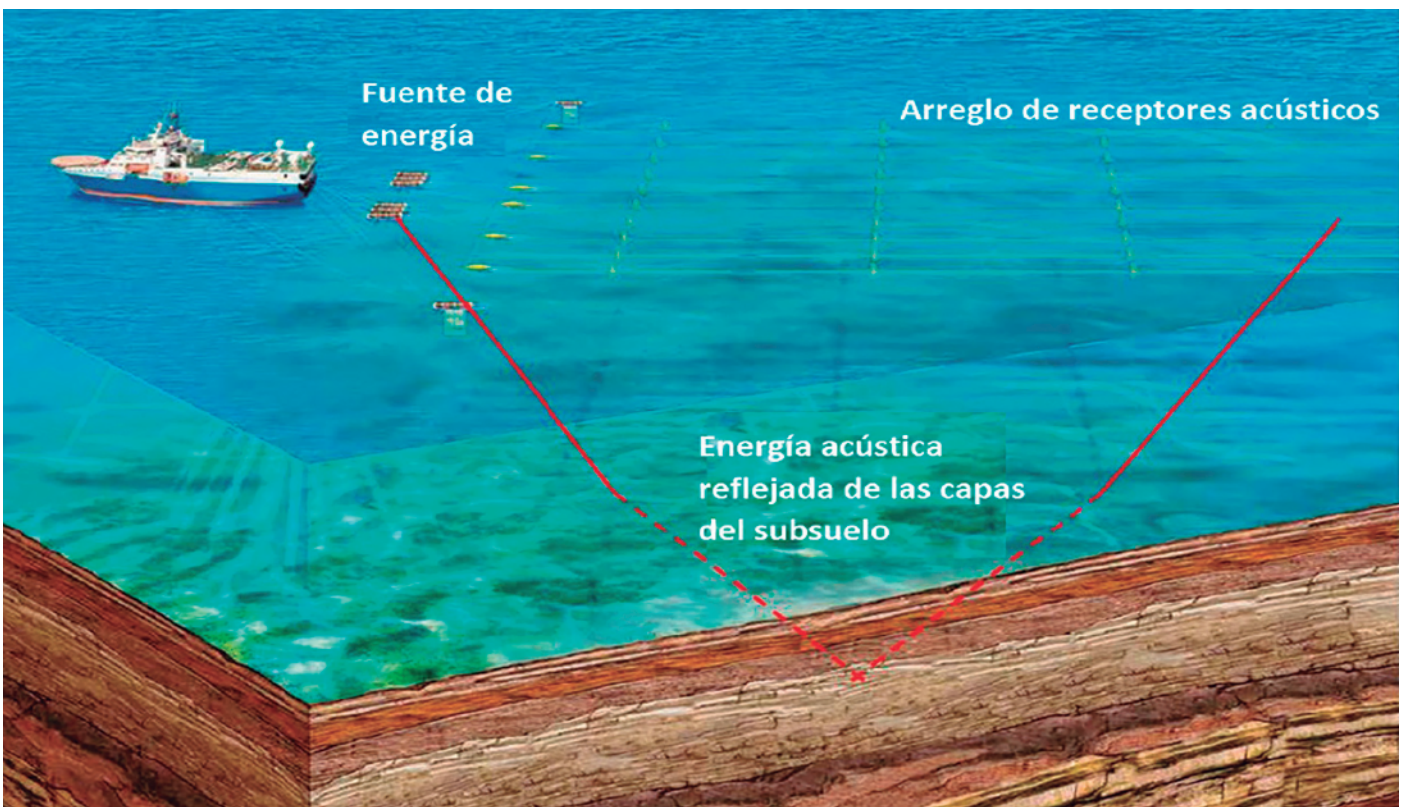 Fuente de
energía
Arreglo de receptores acústicos
Energía acústica
reflejada de las capas
del subsuelo